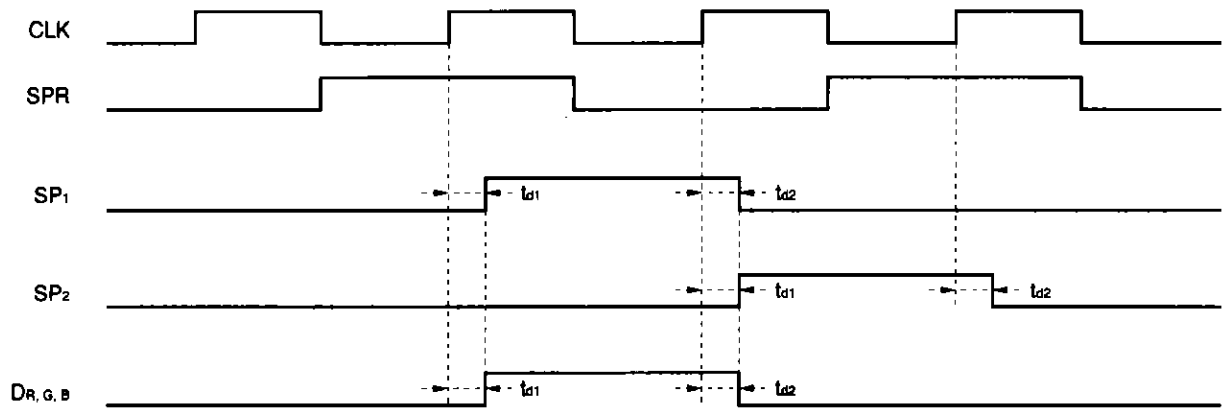 CLK
SPR
SP1
td1
td2
SP2
td1
td2
DR, G, B
td1
td2